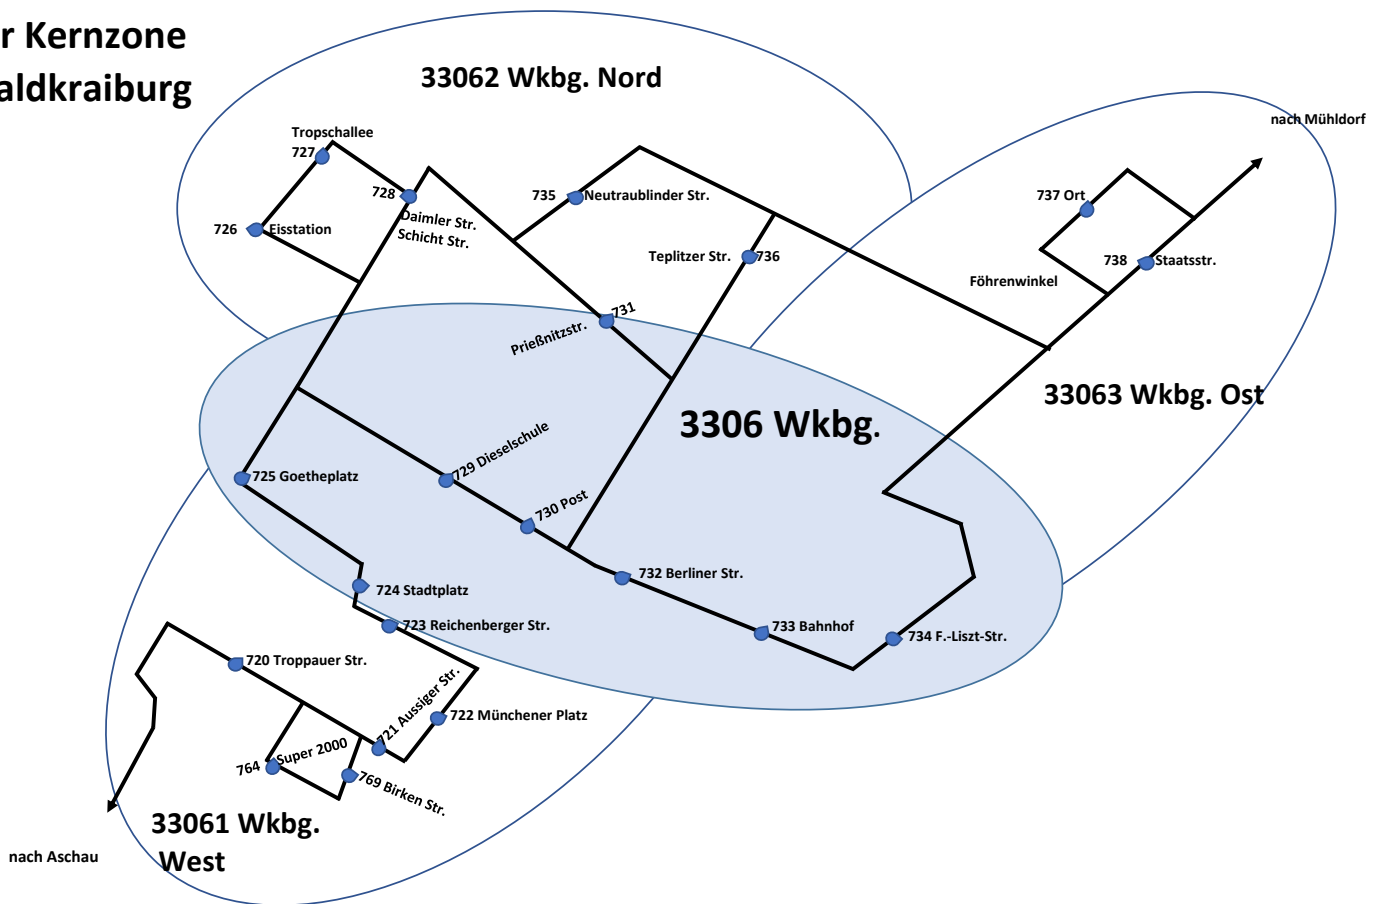 r Kernzone
aldkraiburg
33062 Wkbg. Nord
nach Mühldorf
Tropschallee
727
728
Daimler Str.
Schicht Str.
735
Neutraublinder Str.
737 Ort
726
Eisstation
Teplitzer Str.
736
738
Staatsstr.
Föhrenwinkel
731
Prießnitzstr.
33063 Wkbg. Ost
3306 Wkbg.
729 Dieselschule
725 Goetheplatz
730 Post
732 Berliner Str.
724 Stadtplatz
723 Reichenberger Str.
733 Bahnhof
734 F.-Liszt-Str.
720 Troppauer Str.
721 Aussiger Str.
722 Münchener Platz
764
Super 2000
769 Birken Str.
33061 Wkbg.
West
nach Aschau